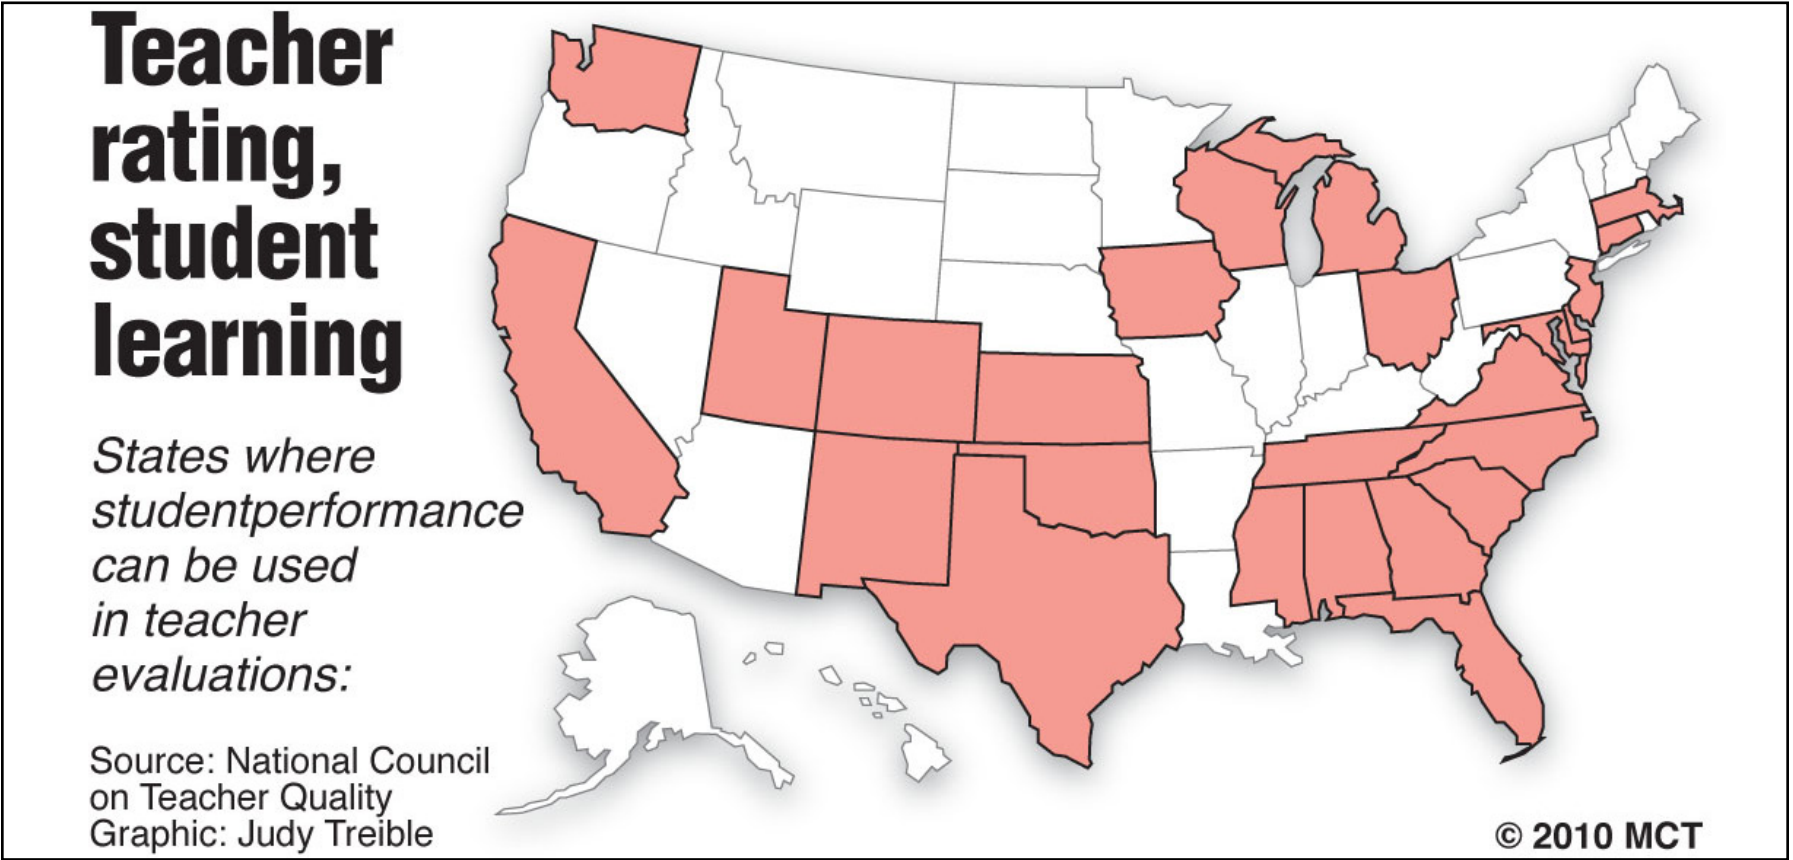 Teacher
rating,
student
learning
States where
studentperformance
can be used
in teacher
evaluations:
Source: National Council
on Teacher Quality
Graphic: Judy Treible
© 2010 MCT